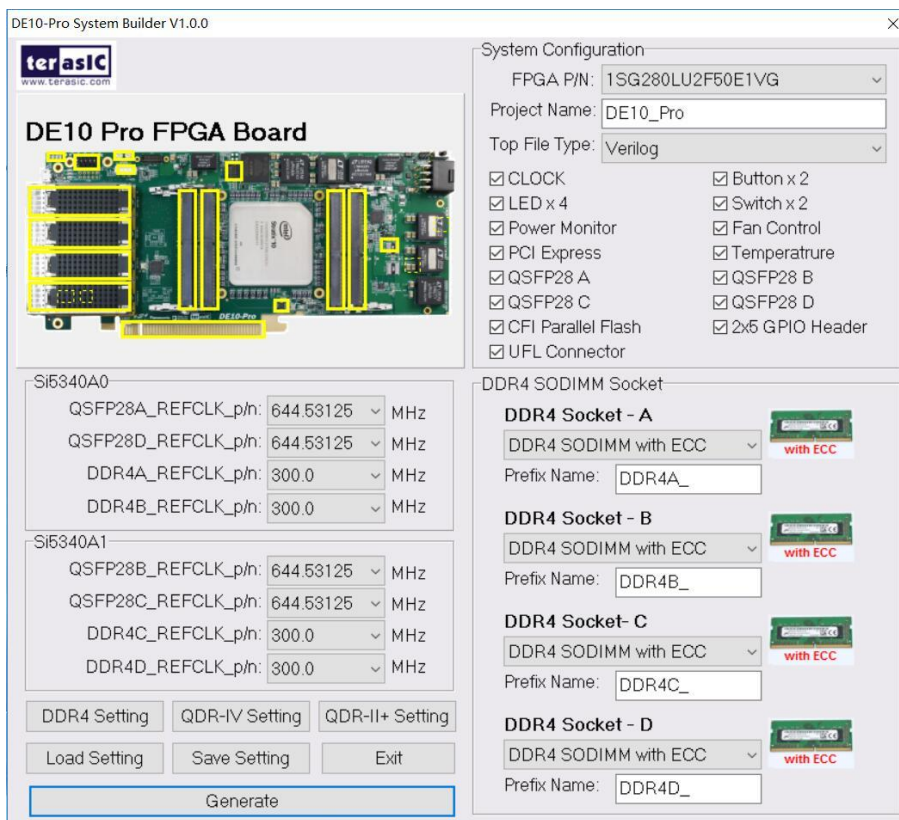 DE10-Pro System Builder V1.0.0
terasIC
www.terasic.com
DE10 Pro FPGA Board
intel
DE10-Pro
System Configuration
FPGA P/N: 1SG280LU2F50E1VG
Project Name: DE10_Pro
Top File Type: Verilog
CLOCK Button x 2
LED x 4 Switch x 2
Power Monitor Fan Control
PCI Express Temperatrure
QSFP28 A QSFP28 B
QSFP28 C QSFP28 D
CFI Parallel Flash 2x5 GPIO Header
UFL Connector
Si5340A0
QSFP28A_REFCLK_p/n: 644.53125 MHz
QSFP28D_REFCLK_p/n: 644.53125 MHz
DDR4A_REFCLK_p/n: 300.0 MHz
DDR4B_REFCLK_p/n: 300.0 MHz
Si5340A1
QSFP28B_REFCLK_p/n: 644.53125 MHz
QSFP28C_REFCLK_p/n: 644.53125 MHz
DDR4C_REFCLK_p/n: 300.0 MHz
DDR4D_REFCLK_p/n: 300.0 MHz
DDR4 Setting QDR-IV Setting QDR-II+ Setting
Load Setting Save Setting Exit
Generate
DDR4 SODIMM Socket
DDR4 Socket - A
DDR4 SODIMM with ECC
with ECC
Prefix Name: DDR4A_
DDR4 Socket - B
DDR4 SODIMM with ECC
with ECC
Prefix Name: DDR4B_
DDR4 Socket- C
DDR4 SODIMM with ECC
with ECC
Prefix Name: DDR4C_
DDR4 Socket - D
DDR4 SODIMM with ECC
with ECC
Prefix Name: DDR4D_